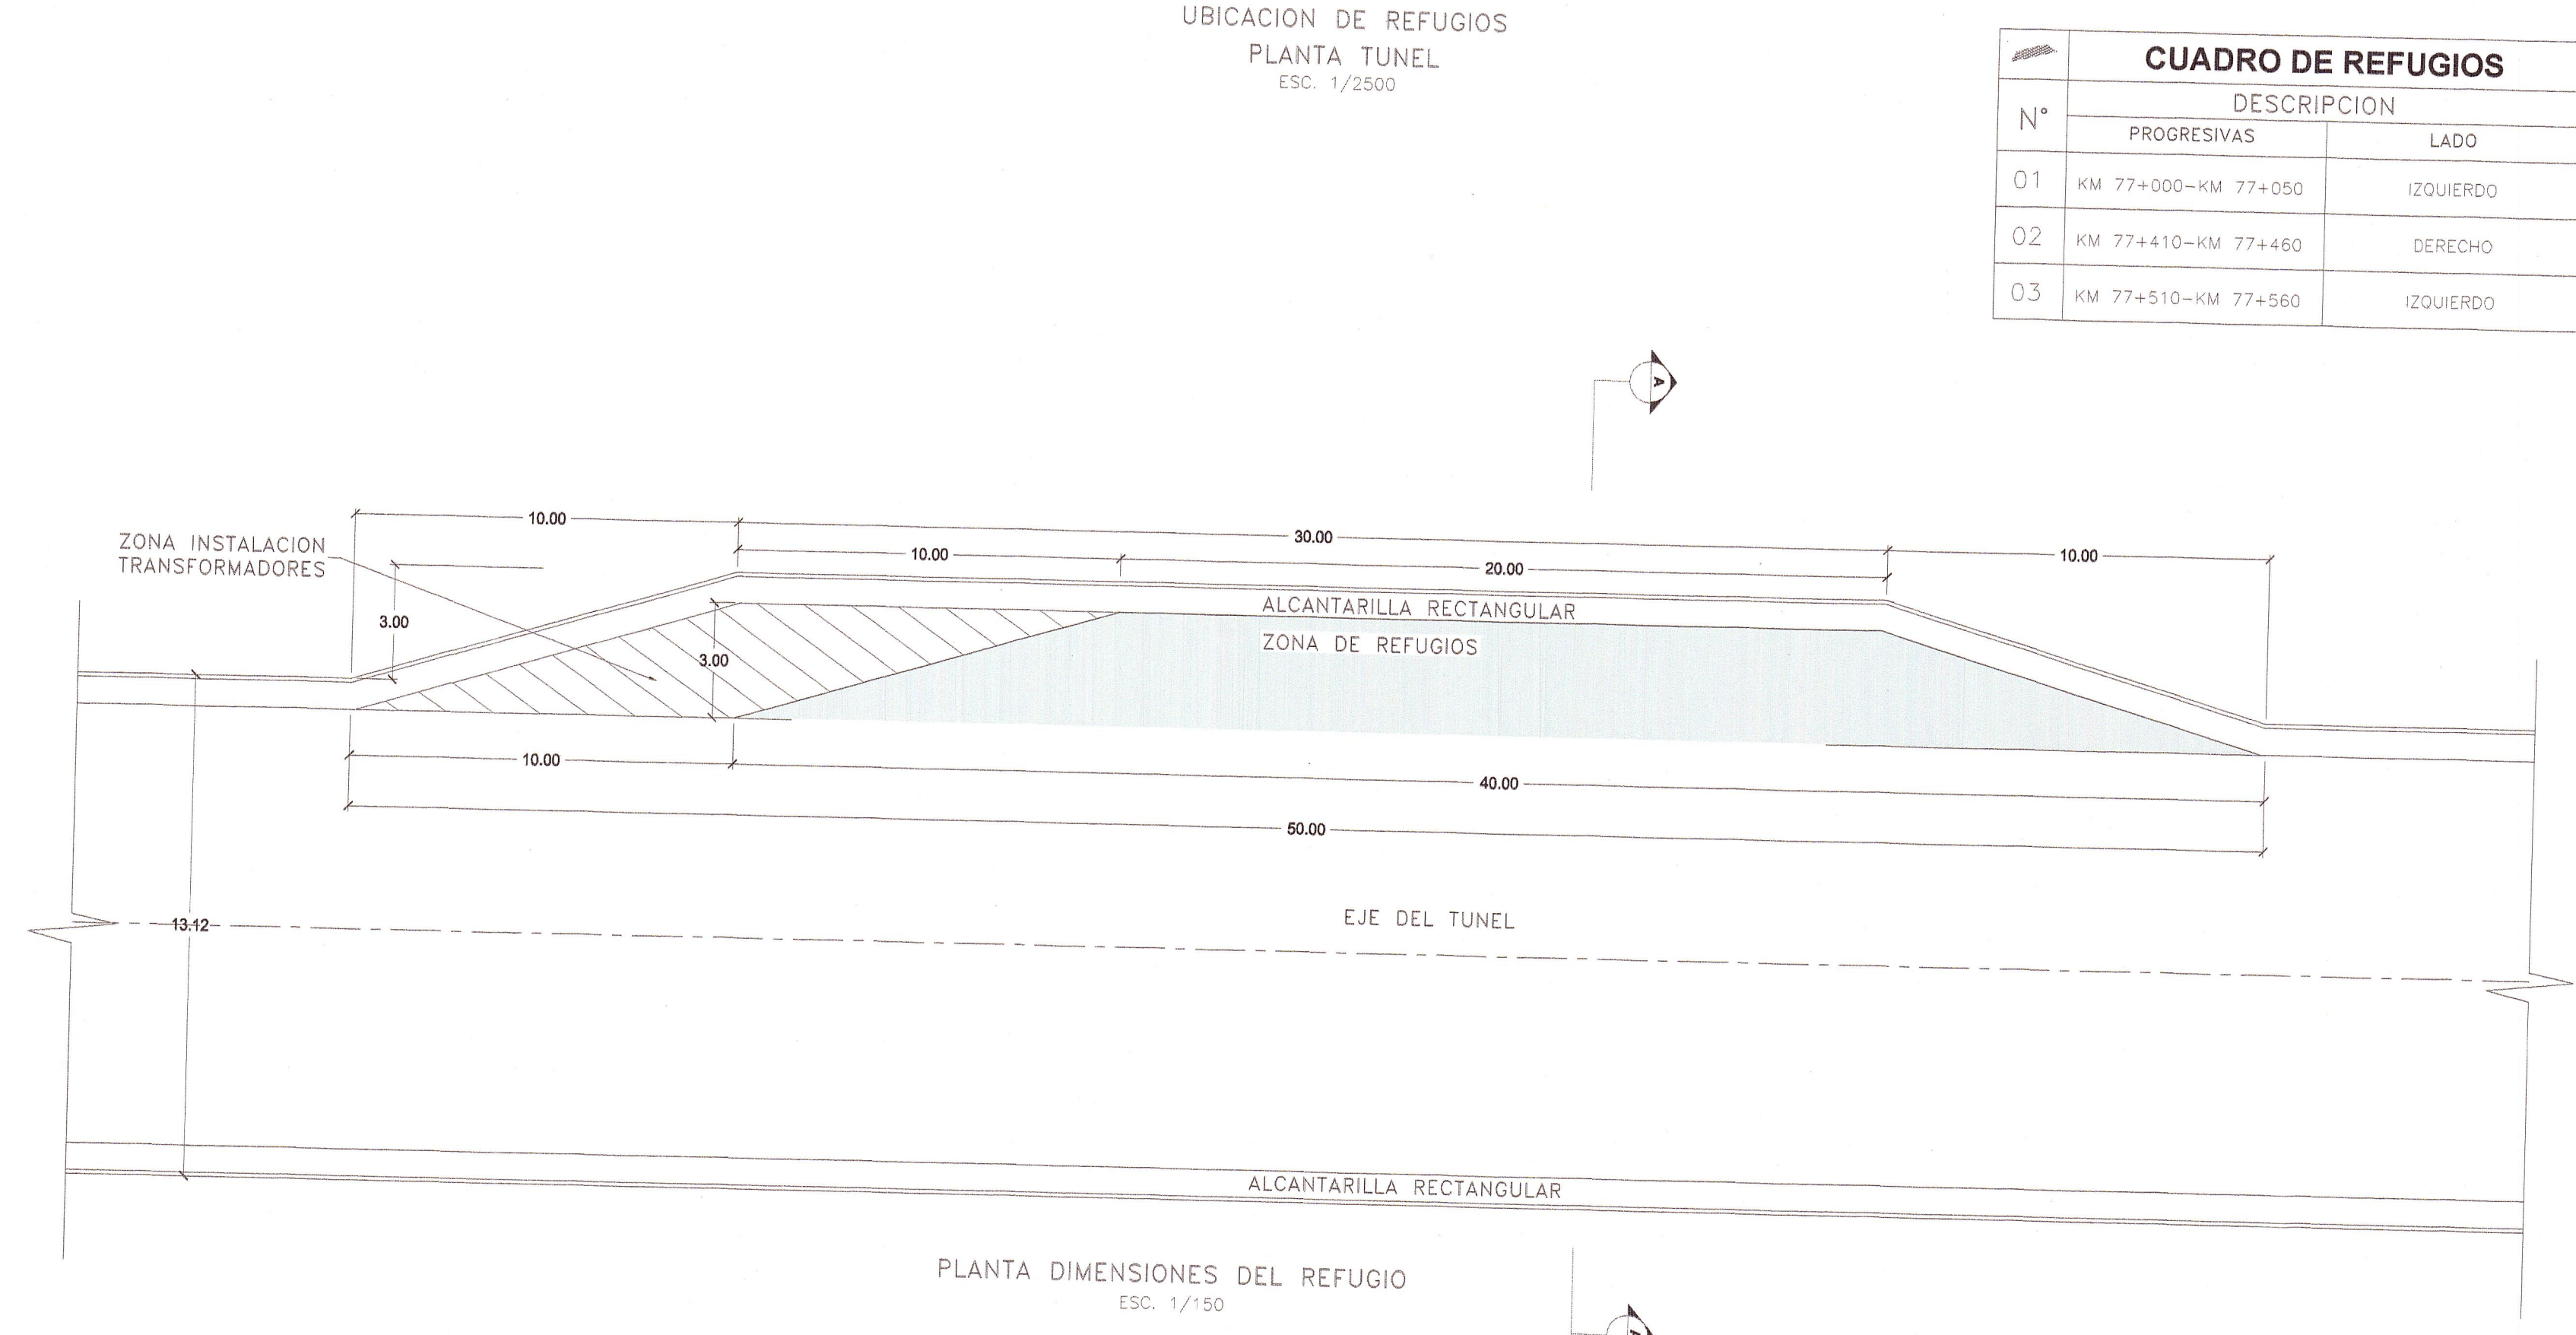 UBICACION DE REFUGIOS
PLANTA TUNEL
ESC. 1/2500
CUADRO DE REFUGIOS
N°
DESCRIPCION
PROGRESIVAS LADO
01 KM 77+000-KM 77+050 IZQUIERDO
02 KM 77+410-KM 77+460 DERECHO
03 KM 77+510-KM 77+560 IZQUIERDO
A
10.00
30.00
10.00
10.00
20.00
ZONA INSTALACION
TRANSFORMADORES
3.00
3.00
ALCANTARILLA RECTANGULAR
ZONA DE REFUGIOS
10.00
40.00
50.00
13.12
EJE DEL TUNEL
ALCANTARILLA RECTANGULAR
PLANTA DIMENSIONES DEL REFUGIO
ESC. 1/150
A